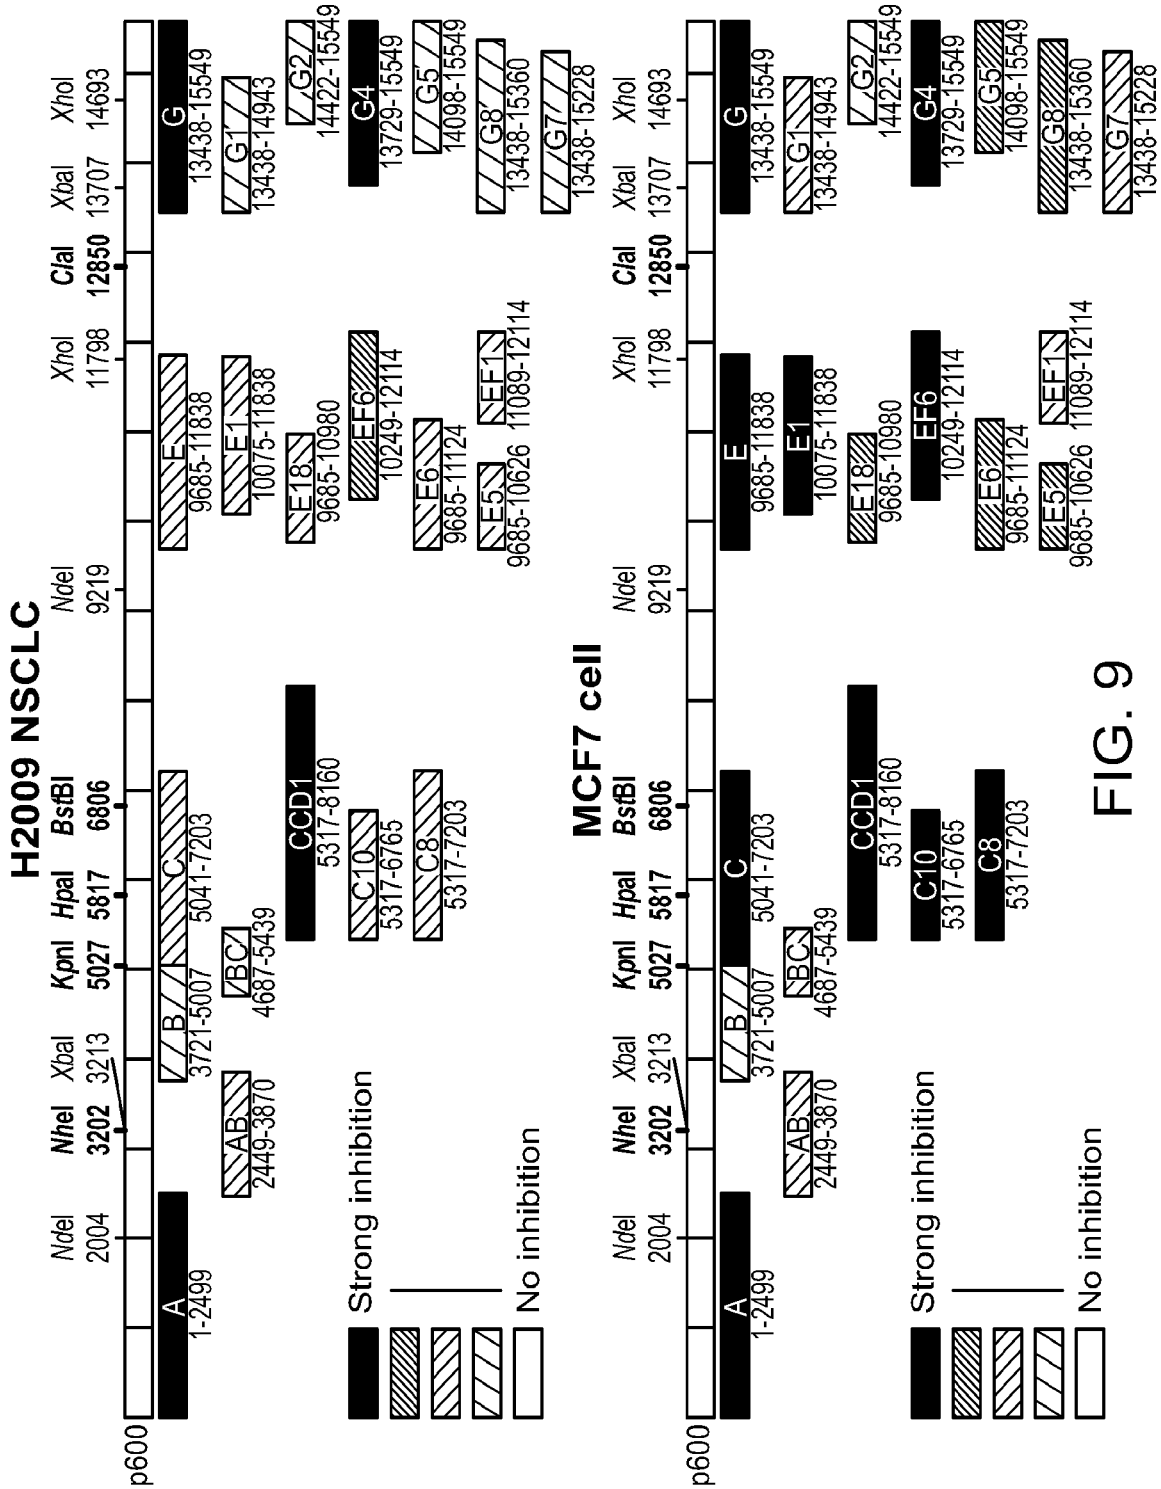 H2009 NSCLC
NdeI NheI XbaI KpnI HpaI BstBI NdeI XhoI ClaI XbaI XhoI
2004 3202 3213 5027 5817 6806 9219 11798 12850 13707 14693
p600
A B C E G
1-2499 3721-5007 5041-7203 9685-11838 13438-15549
AB BC E1 G1
2449-3870 4687-5439 10075-11838 13438-14943
CCD1 E18 G2
5317-8160 9685-10980 14422-15549
Strong inhibition C10 EF6 G4
5317-6765 10249-12114 13729-15549
C8 E6 G5
5317-7203 9685-11124 14098-15549
E5 EF1 G8
9685-10626 11089-12114 13438-15360
No inhibition G7
13438-15228
MCF7 cell
NdeI NheI XbaI KpnI HpaI BstBI NdeI XhoI ClaI XbaI XhoI
2004 3202 3213 5027 5817 6806 9219 11798 12850 13707 14693
p600
A B C E G
1-2499 3721-5007 5041-7203 9685-11838 13438-15549
AB BC E1 G1
2449-3870 4687-5439 10075-11838 13438-14943
CCD1 E18 G2
5317-8160 9685-10980 14422-15549
Strong inhibition C10 EF6 G4
5317-6765 10249-12114 13729-15549
C8 E6 G5
5317-7203 9685-11124 14098-15549
E5 EF1 G8
9685-10626 11089-12114 13438-15360
No inhibition G7
13438-15228
FIG. 9